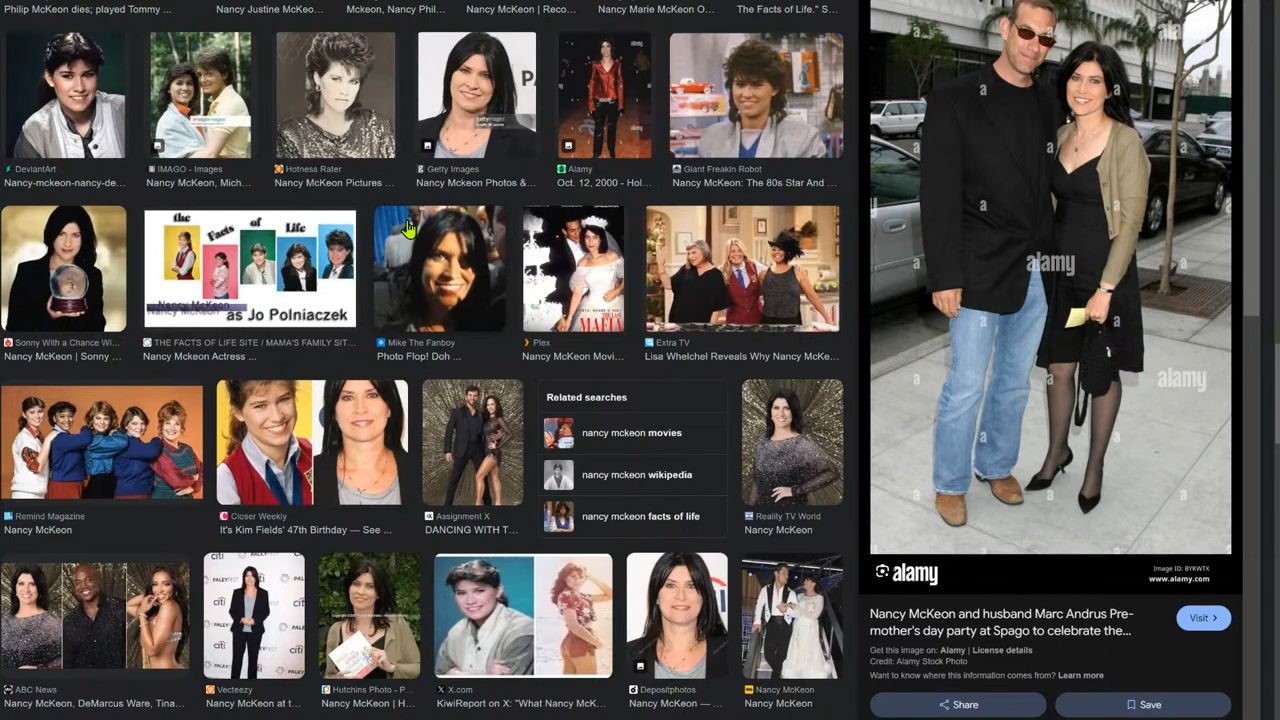 Philip McKeon dies; played Tommy ...
Nancy Justine McKeo...
Mckeon, Nancy Phil...
Nancy McKeon | Reco...
Nancy Marie McKeon O...
The Facts of Life." S...
DeviantArt
Nancy-mckeon-nancy-de...
IMAGO - Images
Nancy McKeon, Mich...
Hotness Rater
Nancy McKeon Pictures ...
Getty Images
Nancy Mckeon Photos &...
Alamy
Oct. 12, 2000 - Hol...
Giant Freakin Robot
Nancy McKeon: The 80s Star And ...
the Facts of Life
Nancy McKeon
as Jo Polniaczek
Sonny With a Chance Wi...
Nancy McKeon | Sonny ...
THE FACTS OF LIFE SITE / MAMA'S FAMILY SIT...
Nancy Mckeon Actress ...
Mike The Fanboy
Photo Flop! Doh ...
MAFIA
Plex
Nancy McKeon Movi...
Extra TV
Lisa Whelchel Reveals Why Nancy McKe...
Remind Magazine
Nancy McKeon
Closer Weekly
It's Kim Fields' 47th Birthday — See ...
Assignment X
DANCING WITH T...
Related searches
nancy mckeon movies
nancy mckeon wikipedia
nancy mckeon facts of life
Reality TV World
Nancy McKeon
ABC News
Nancy McKeon, DeMarcus Ware, Tina...
citi
PALEYFEST
citi
Vecteezy
Nancy McKeon at t...
Hutchins Photo - P...
Nancy McKeon | H...
X.com
KiwiReport on X: "What Nancy McK...
Depositphotos
Nancy McKeon — ...
Nancy McKeon
Nancy McKeon
alamy
alamy
alamy
Image ID: BYKWTX
www.alamy.com
Nancy McKeon and husband Marc Andrus Pre-
mother's day party at Spago to celebrate the...
Visit
Get this image on: Alamy | License details
Credit: Alamy Stock Photo
Want to know where this information comes from? Learn more
Share
Save